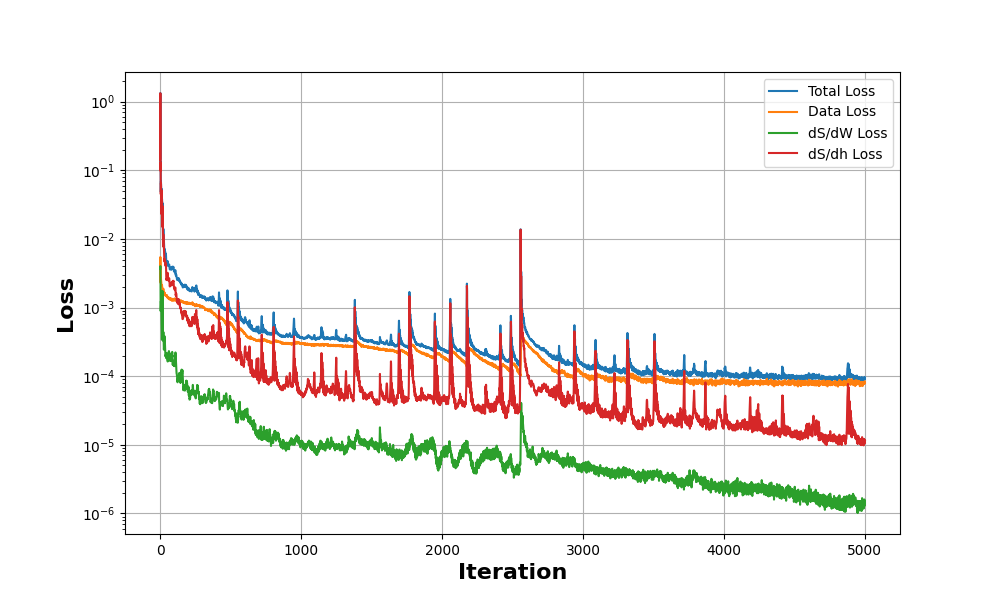 Total Loss
Data Loss
dS/dW Loss
dS/dh Loss
10⁰
10⁻¹
10⁻²
10⁻³
10⁻⁴
10⁻⁵
10⁻⁶
Loss
0 1000 2000 3000 4000 5000
Iteration